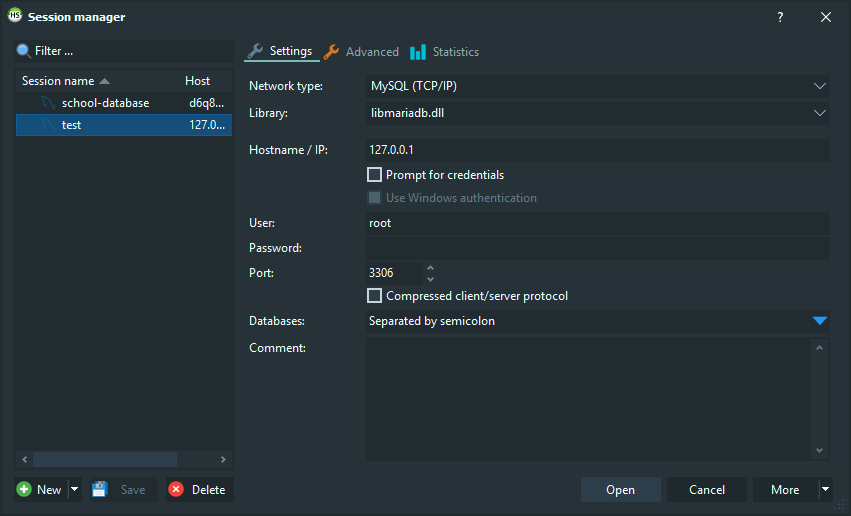 HS Session manager ?
Filter ...
Session name Host
school-database d6q8...
test 127.0...
New Save Delete
Settings Advanced Statistics
Network type: MySQL (TCP/IP)
Library: libmariadb.dll
Hostname / IP: 127.0.0.1
Prompt for credentials
Use Windows authentication
User: root
Password:
Port: 3306
Compressed client/server protocol
Databases: Separated by semicolon
Comment:
Open Cancel More